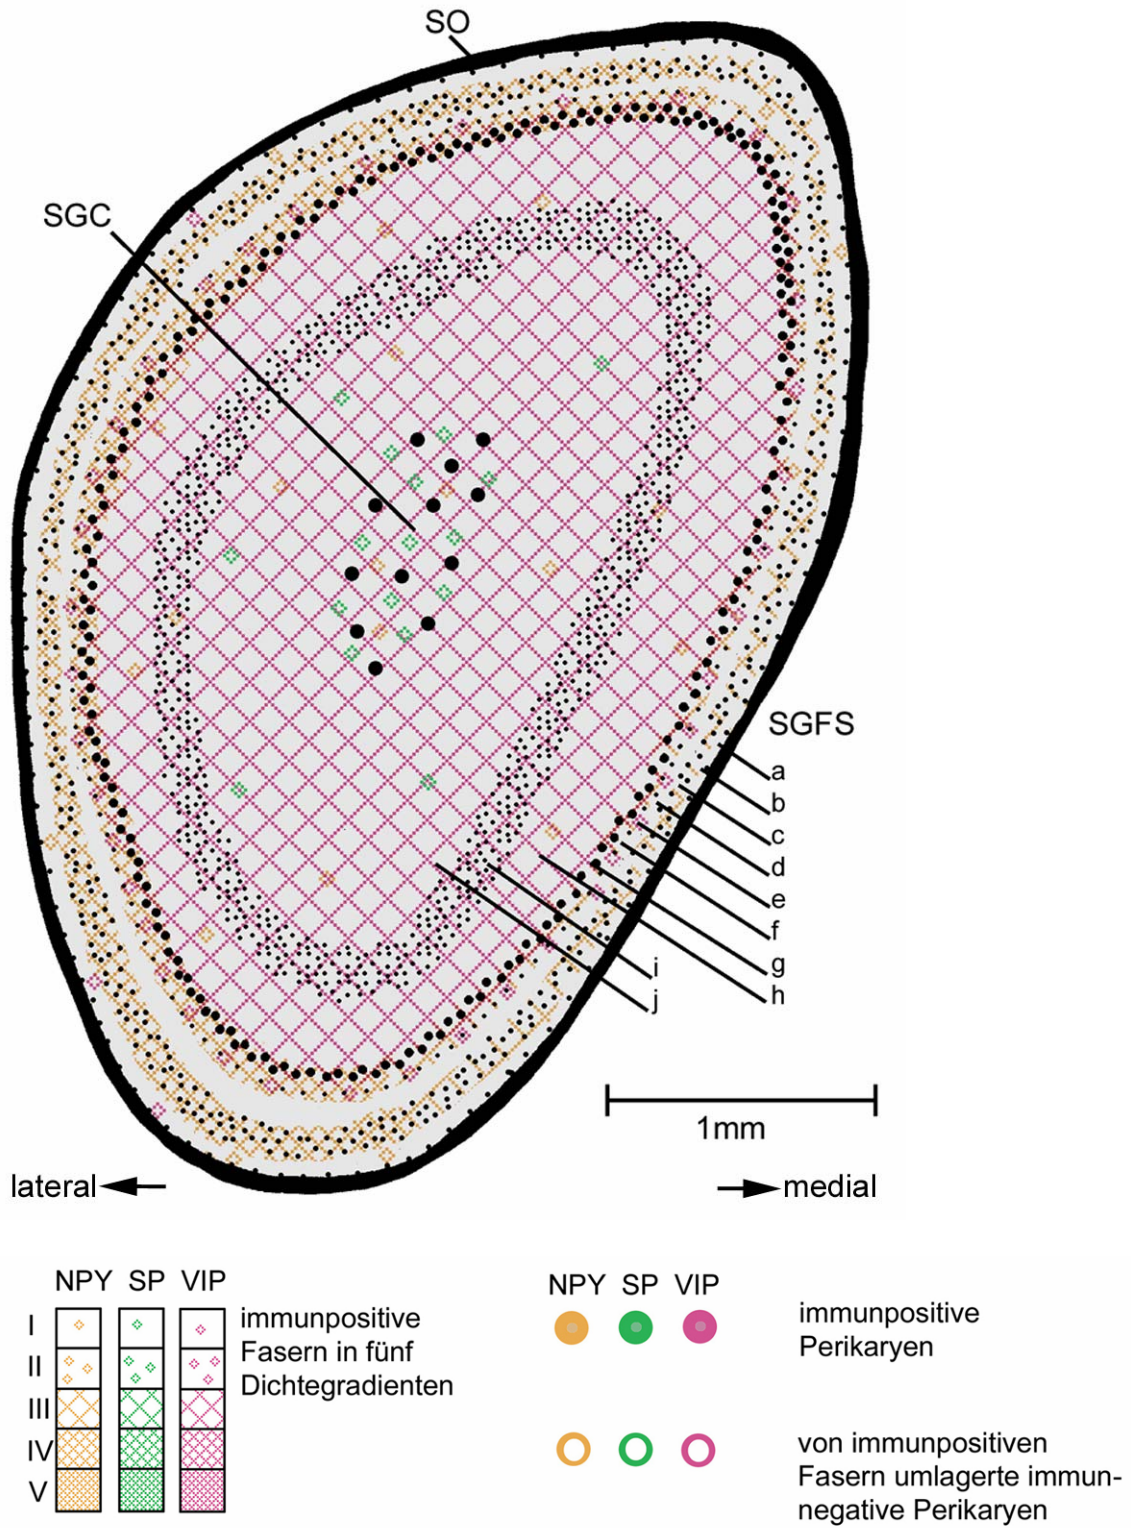 SO
SGC
SGFS
a
b
c
d
e
f
g
h
i
j
1mm
lateral
medial
NPY SP VIP
I
II
III
IV
V
immunpositive
Fasern in fünf
Dichtegradienten
NPY SP VIP
immunpositive
Perikaryen
von immunpositiven
Fasern umlagerte immun-
negative Perikaryen